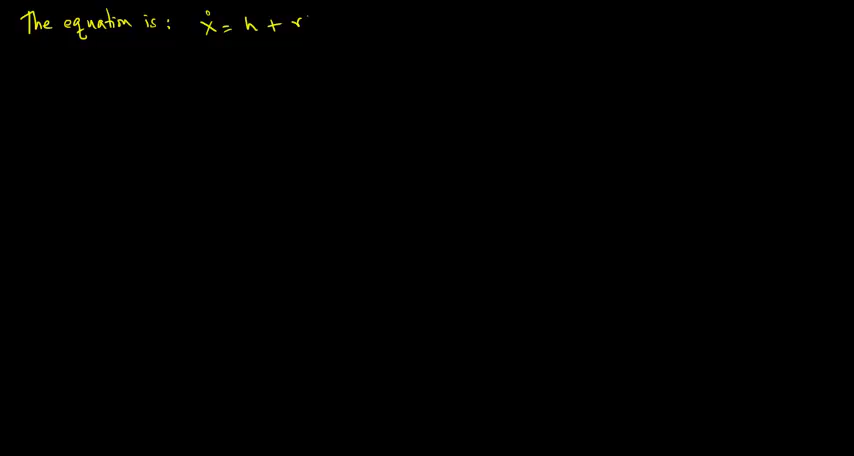 The equation is: ẋ = h + r